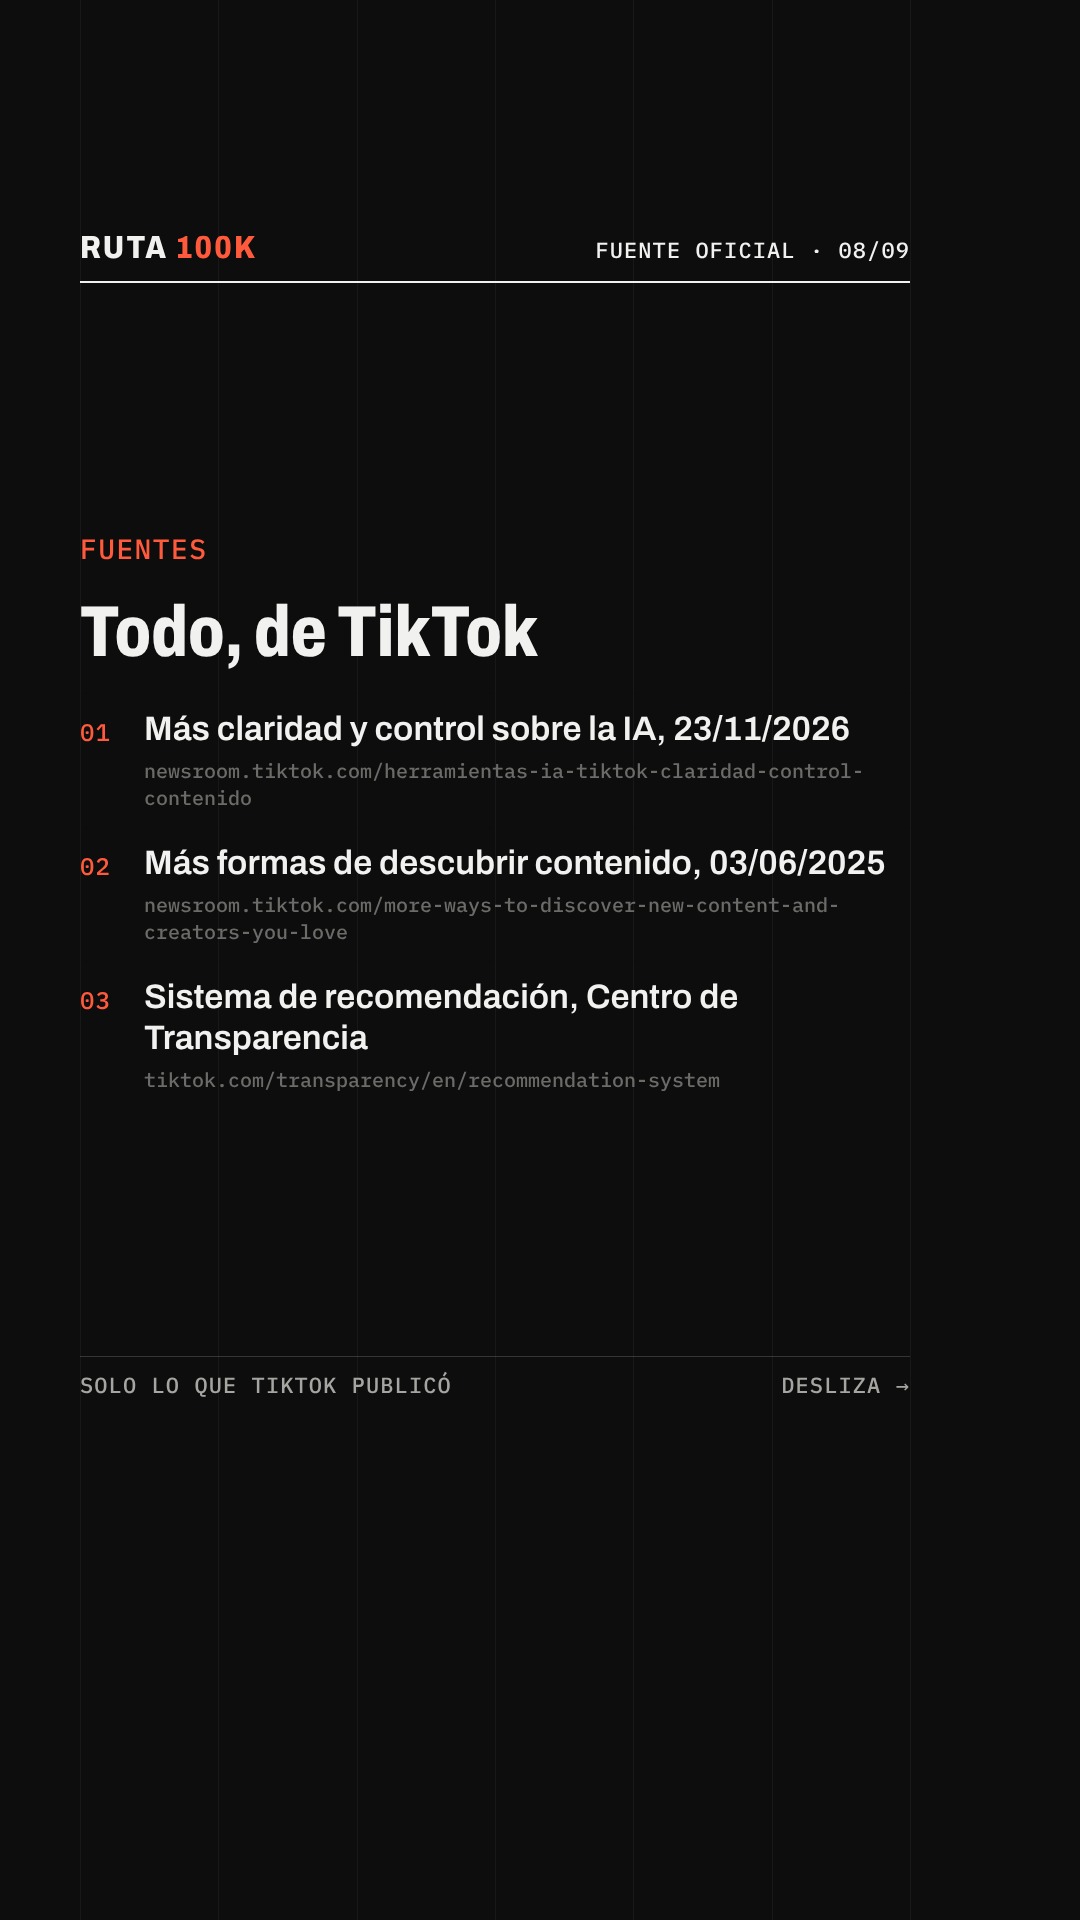 RUTA 100K
FUENTE OFICIAL · 08/09
FUENTES
Todo, de TikTok
01 Más claridad y control sobre la IA, 23/11/2026
newsroom.tiktok.com/herramientas-ia-tiktok-claridad-control-
contenido
02 Más formas de descubrir contenido, 03/06/2025
newsroom.tiktok.com/more-ways-to-discover-new-content-and-
creators-you-love
03 Sistema de recomendación, Centro de
Transparencia
tiktok.com/transparency/en/recommendation-system
SOLO LO QUE TIKTOK PUBLICÓ
DESLIZA →